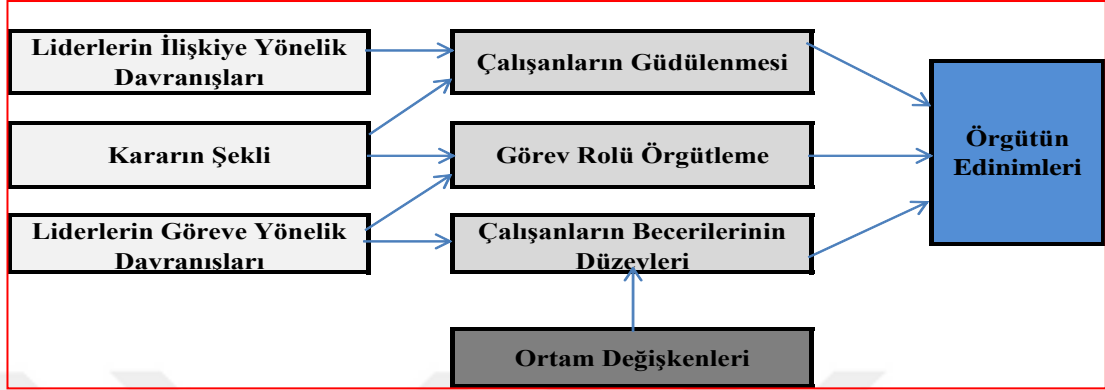 Liderlerin İlişkiye Yönelik
Davranışları
Çalışanların Güdülenmesi
Kararın Şekli
Görev Rolü Örgütleme
Örgütün
Edinimleri
Liderlerin Göreve Yönelik
Davranışları
Çalışanların Becerilerinin
Düzeyleri
Ortam Değişkenleri